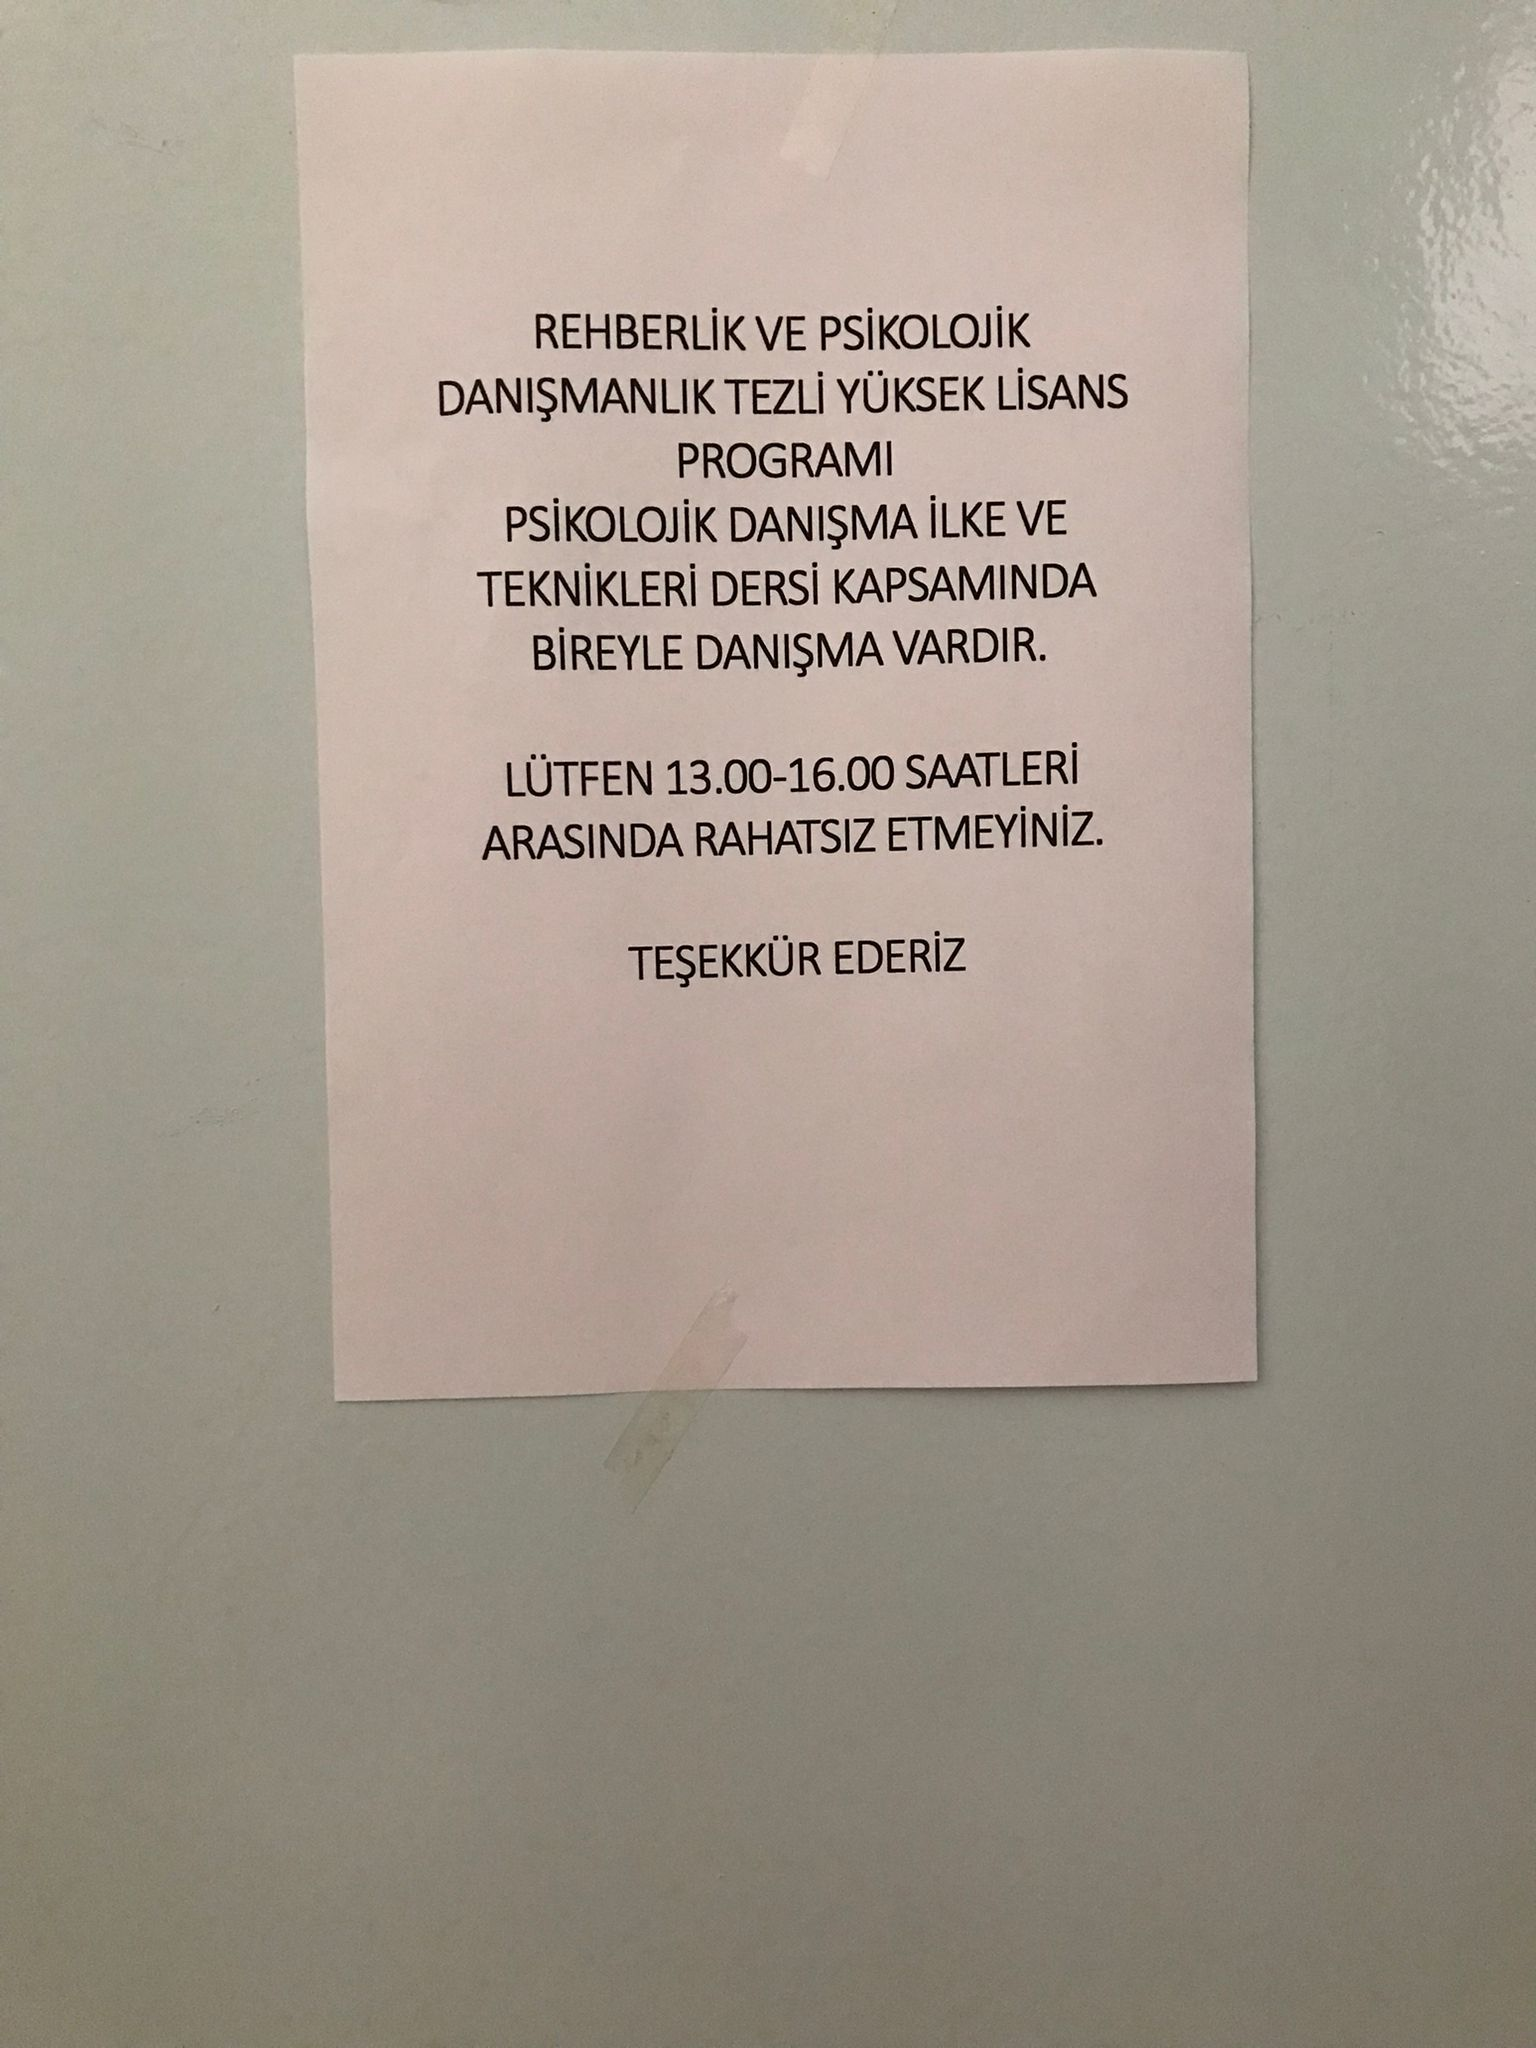 REHBERLİK VE PSİKOLOJİK
DANIŞMANLIK TEZLİ YÜKSEK LİSANS
PROGRAMI
PSİKOLOJİK DANIŞMA İLKE VE
TEKNİKLERİ DERSİ KAPSAMINDA
BİREYLE DANIŞMA VARDIR.
LÜTFEN 13.00-16.00 SAATLERİ
ARASINDA RAHATSIZ ETMEYİNİZ.
TEŞEKKÜR EDERİZ